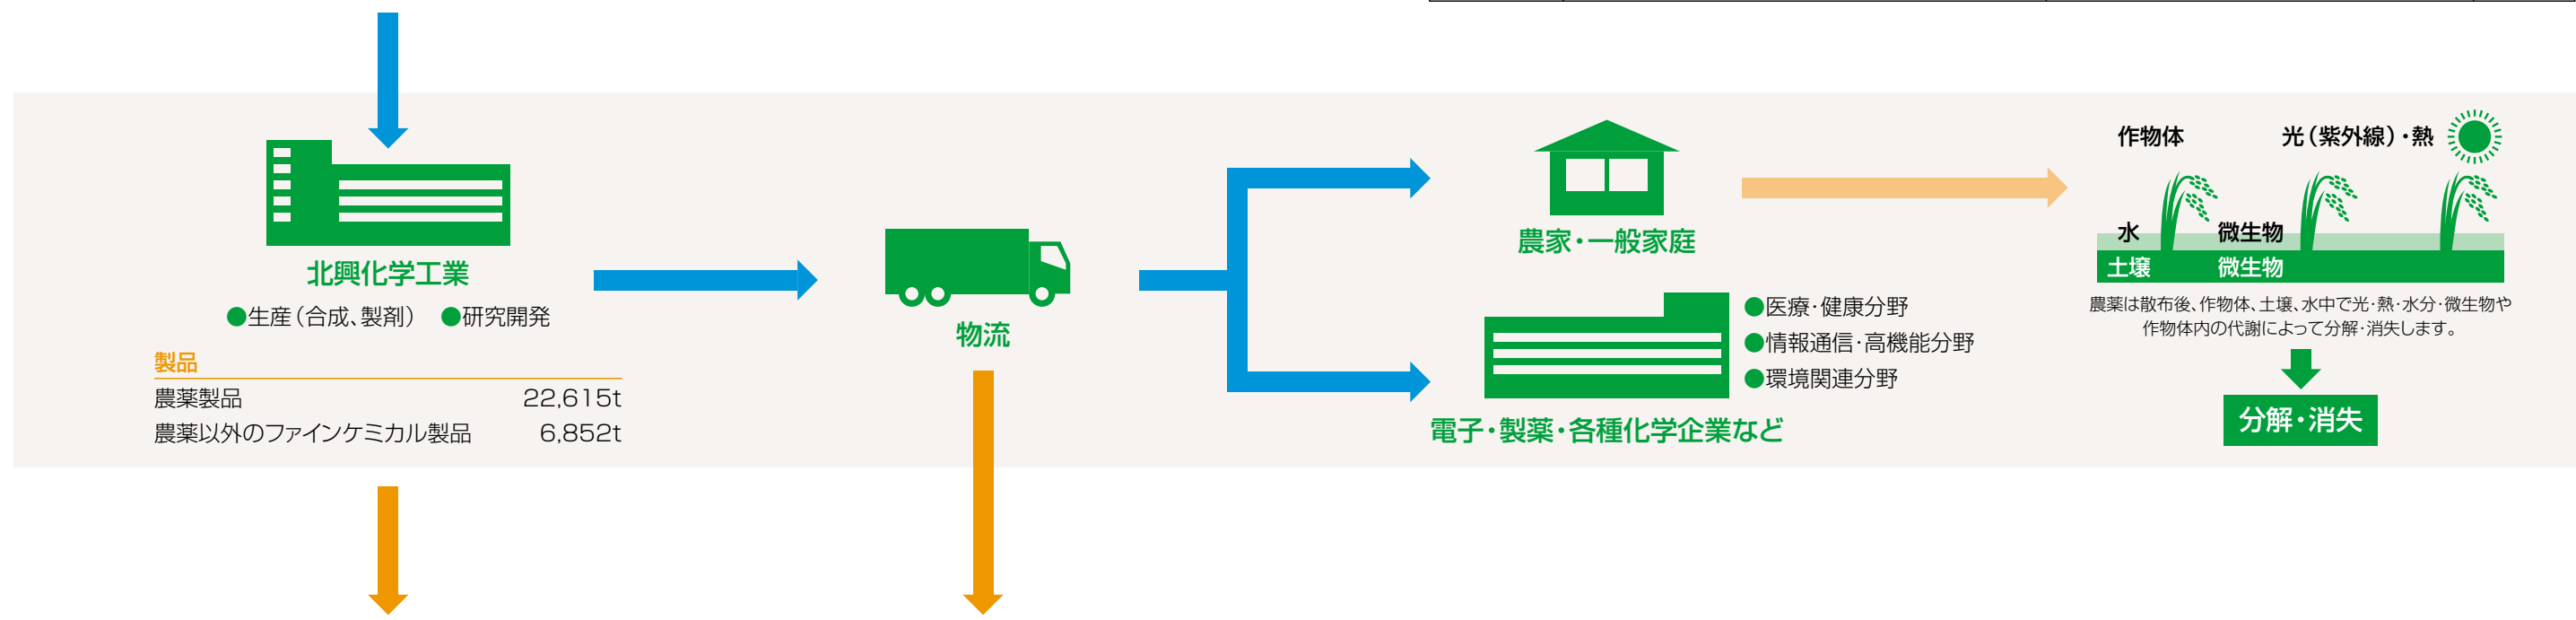 北興化学工業
●生産（合成、製剤） ●研究開発
製品
農薬製品 22,615t
農薬以外のファインケミカル製品 6,852t
物流
農家・一般家庭
電子・製薬・各種化学企業など
●医療・健康分野
●情報通信・高機能分野
●環境関連分野
作物体 光（紫外線）・熱
水 微生物
土壌 微生物
農薬は散布後、作物体、土壌、水中で光・熱・水分・微生物や
作物体内の代謝によって分解・消失します。
分解・消失